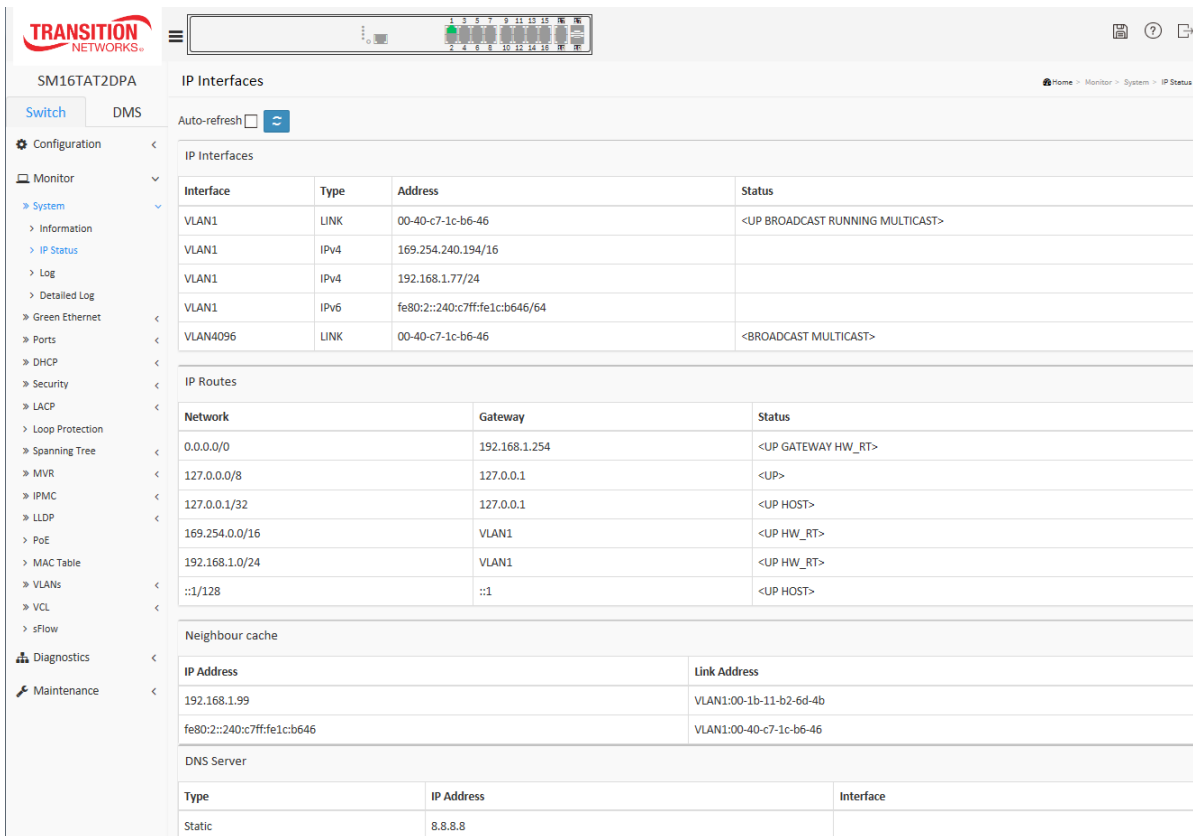 TRANSITION
NETWORKS®
1 3 5 7 9 11 13 15
2 4 6 8 10 12 14 16
SM16TAT2DPA
IP Interfaces
Home > Monitor > System > IP Status
Switch DMS
Auto-refresh
Configuration
IP Interfaces
Monitor
Interface Type Address Status
System
VLAN1 LINK 00-40-c7-1c-b6-46 <UP BROADCAST RUNNING MULTICAST>
> Information
> IP Status
VLAN1 IPv4 169.254.240.194/16
> Log
VLAN1 IPv4 192.168.1.77/24
> Detailed Log
VLAN1 IPv6 fe80:2::240:c7ff:fe1c:b646/64
» Green Ethernet
VLAN4096 LINK 00-40-c7-1c-b6-46 <BROADCAST MULTICAST>
» Ports
» DHCP
» Security
IP Routes
» LACP
Network Gateway Status
> Loop Protection
0.0.0.0/0 192.168.1.254 <UP GATEWAY HW_RT>
» Spanning Tree
» MVR
127.0.0.0/8 127.0.0.1 <UP>
» IPMC
127.0.0.1/32 127.0.0.1 <UP HOST>
» LLDP
169.254.0.0/16 VLAN1 <UP HW_RT>
> PoE
> MAC Table
192.168.1.0/24 VLAN1 <UP HW_RT>
» VLANs
::1/128 ::1 <UP HOST>
» VCL
> sFlow
Neighbour cache
Diagnostics
IP Address Link Address
Maintenance
192.168.1.99 VLAN1:00-1b-11-b2-6d-4b
fe80:2::240:c7ff:fe1c:b646 VLAN1:00-40-c7-1c-b6-46
DNS Server
Type IP Address Interface
Static 8.8.8.8